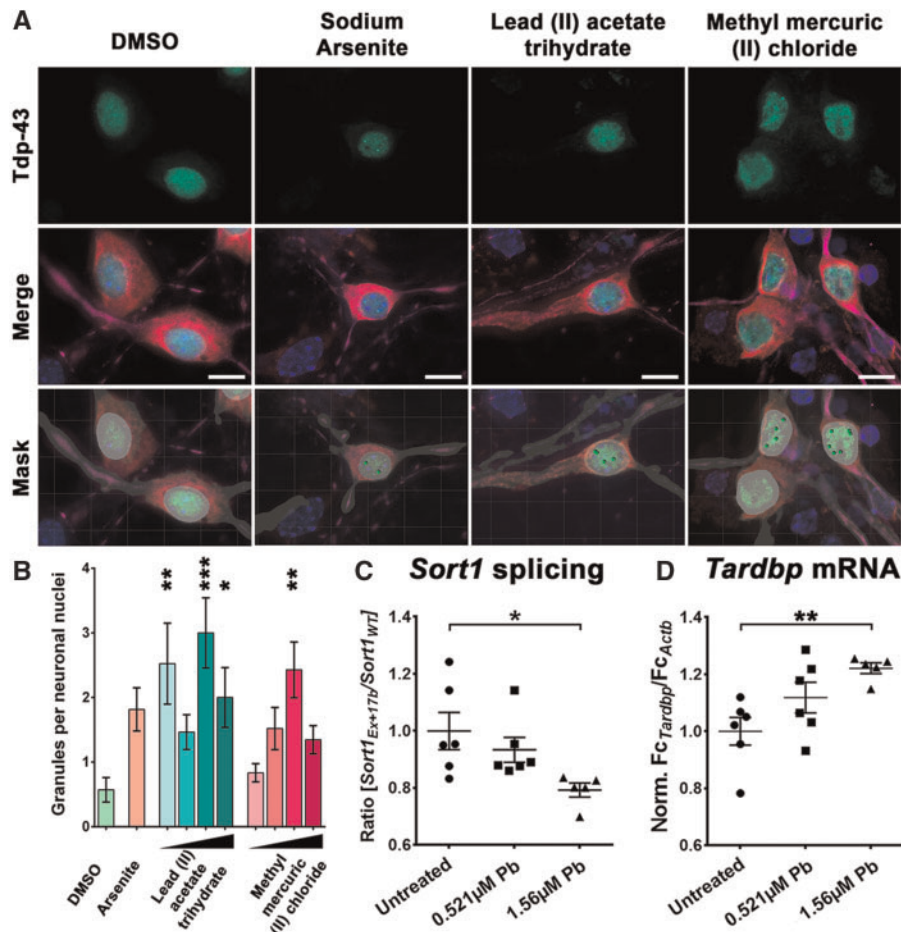 A
DMSO
Sodium
Arsenite
Lead (II) acetate
trihydrate
Methyl mercuric
(II) chloride
Tdp-43
Merge
Mask
B
Granules per neuronal nuclei
4
3
2
1
0
**
***
*
**
DMSO
Arsenite
Lead (II)
acetate
trihydrate
Methyl
mercuric
(II) chloride
C
Sort1 splicing
Ratio [Sort1Ex+17b/Sort1WT]
1.4
1.2
1.0
0.8
0.6
*
Untreated
0.521µM Pb
1.56µM Pb
D
Tardbp mRNA
Norm. FcTardbp/FcActb
1.4
1.2
1.0
0.8
0.6
**
Untreated
0.521µM Pb
1.56µM Pb